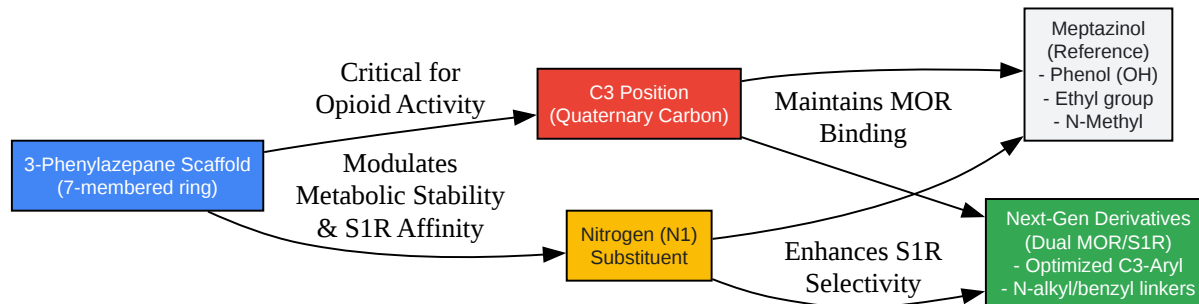 3-Phenylazepane Scaffold
(7-membered ring)
Critical for
Opioid Activity
Modulates
Metabolic Stability
& S1R Affinity
C3 Position
(Quaternary Carbon)
Nitrogen (N1)
Substituent
Maintains MOR
Binding
Enhances S1R
Selectivity
Meptazinol
(Reference)
- Phenol (OH)
- Ethyl group
- N-Methyl
Next-Gen Derivatives
(Dual MOR/S1R)
- Optimized C3-Aryl
- N-alkyl/benzyl linkers